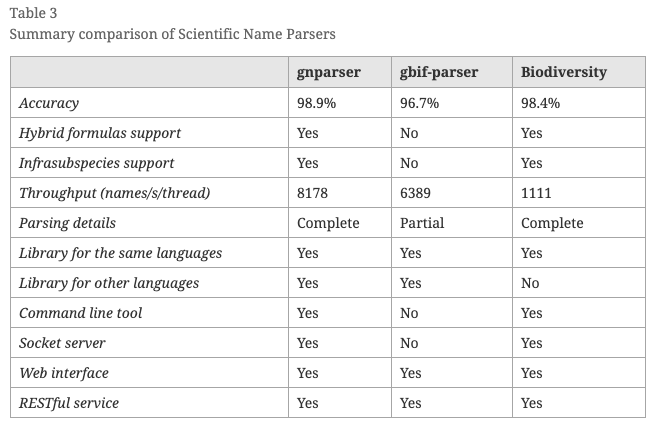 Table 3
Summary comparison of Scientific Name Parsers
gnparser gbif-parser Biodiversity
Accuracy 98.9% 96.7% 98.4%
Hybrid formulas support Yes No Yes
Infrasubspecies support Yes No Yes
Throughput (names/s/thread) 8178 6389 1111
Parsing details Complete Partial Complete
Library for the same languages Yes Yes Yes
Library for other languages Yes Yes No
Command line tool Yes No Yes
Socket server Yes No Yes
Web interface Yes Yes Yes
RESTful service Yes Yes Yes